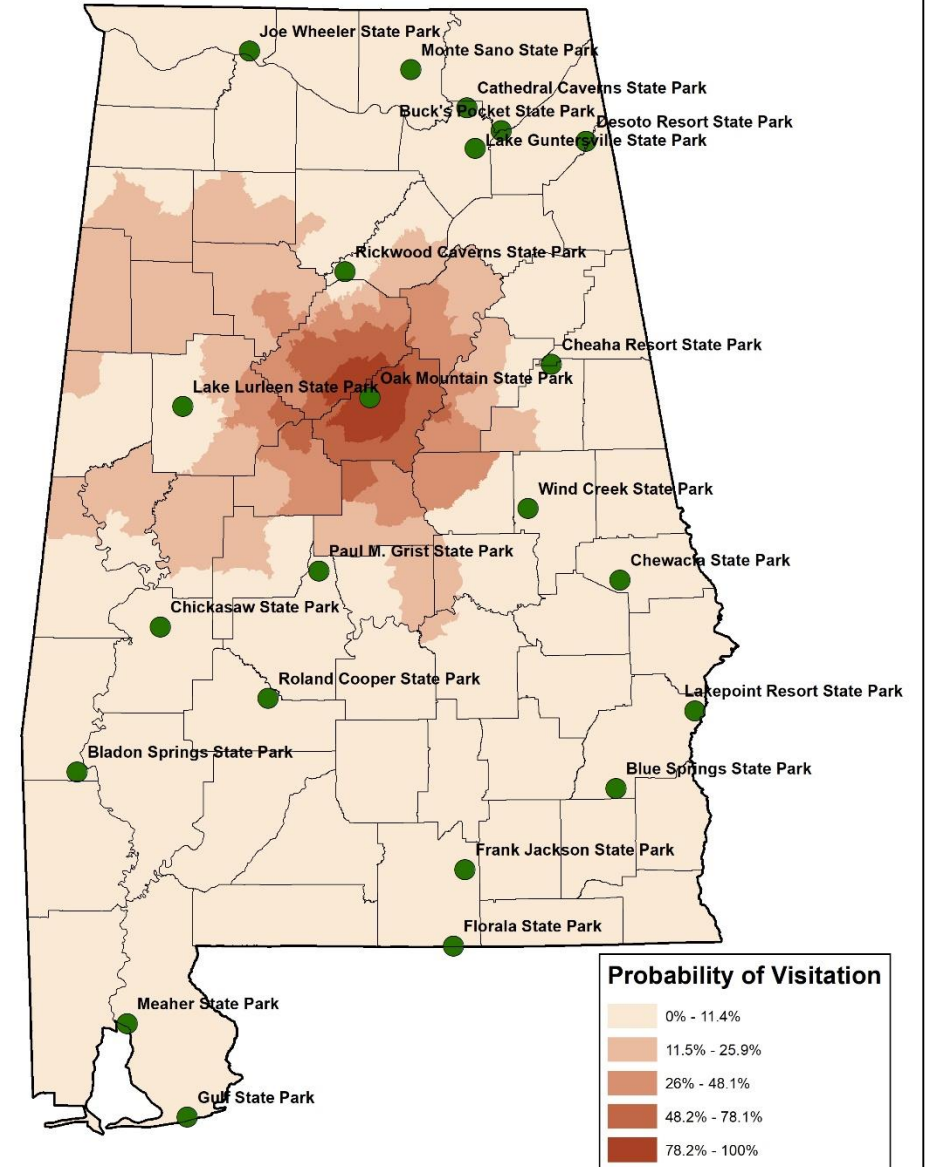 Joe Wheeler State Park
Monte Sano State Park
Cathedral Caverns State Park
Buck's Pocket State Park
Desoto Resort State Park
Lake Guntersville State Park
Rickwood Caverns State Park
Cheaha Resort State Park
Oak Mountain State Park
Lake Lurleen State Park
Wind Creek State Park
Paul M. Grist State Park
Chewacla State Park
Chickasaw State Park
Roland Cooper State Park
Lakepoint Resort State Park
Bladon Springs State Park
Blue Springs State Park
Frank Jackson State Park
Florala State Park
Meaher State Park
Gulf State Park
Probability of Visitation
0% - 11.4%
11.5% - 25.9%
26% - 48.1%
48.2% - 78.1%
78.2% - 100%